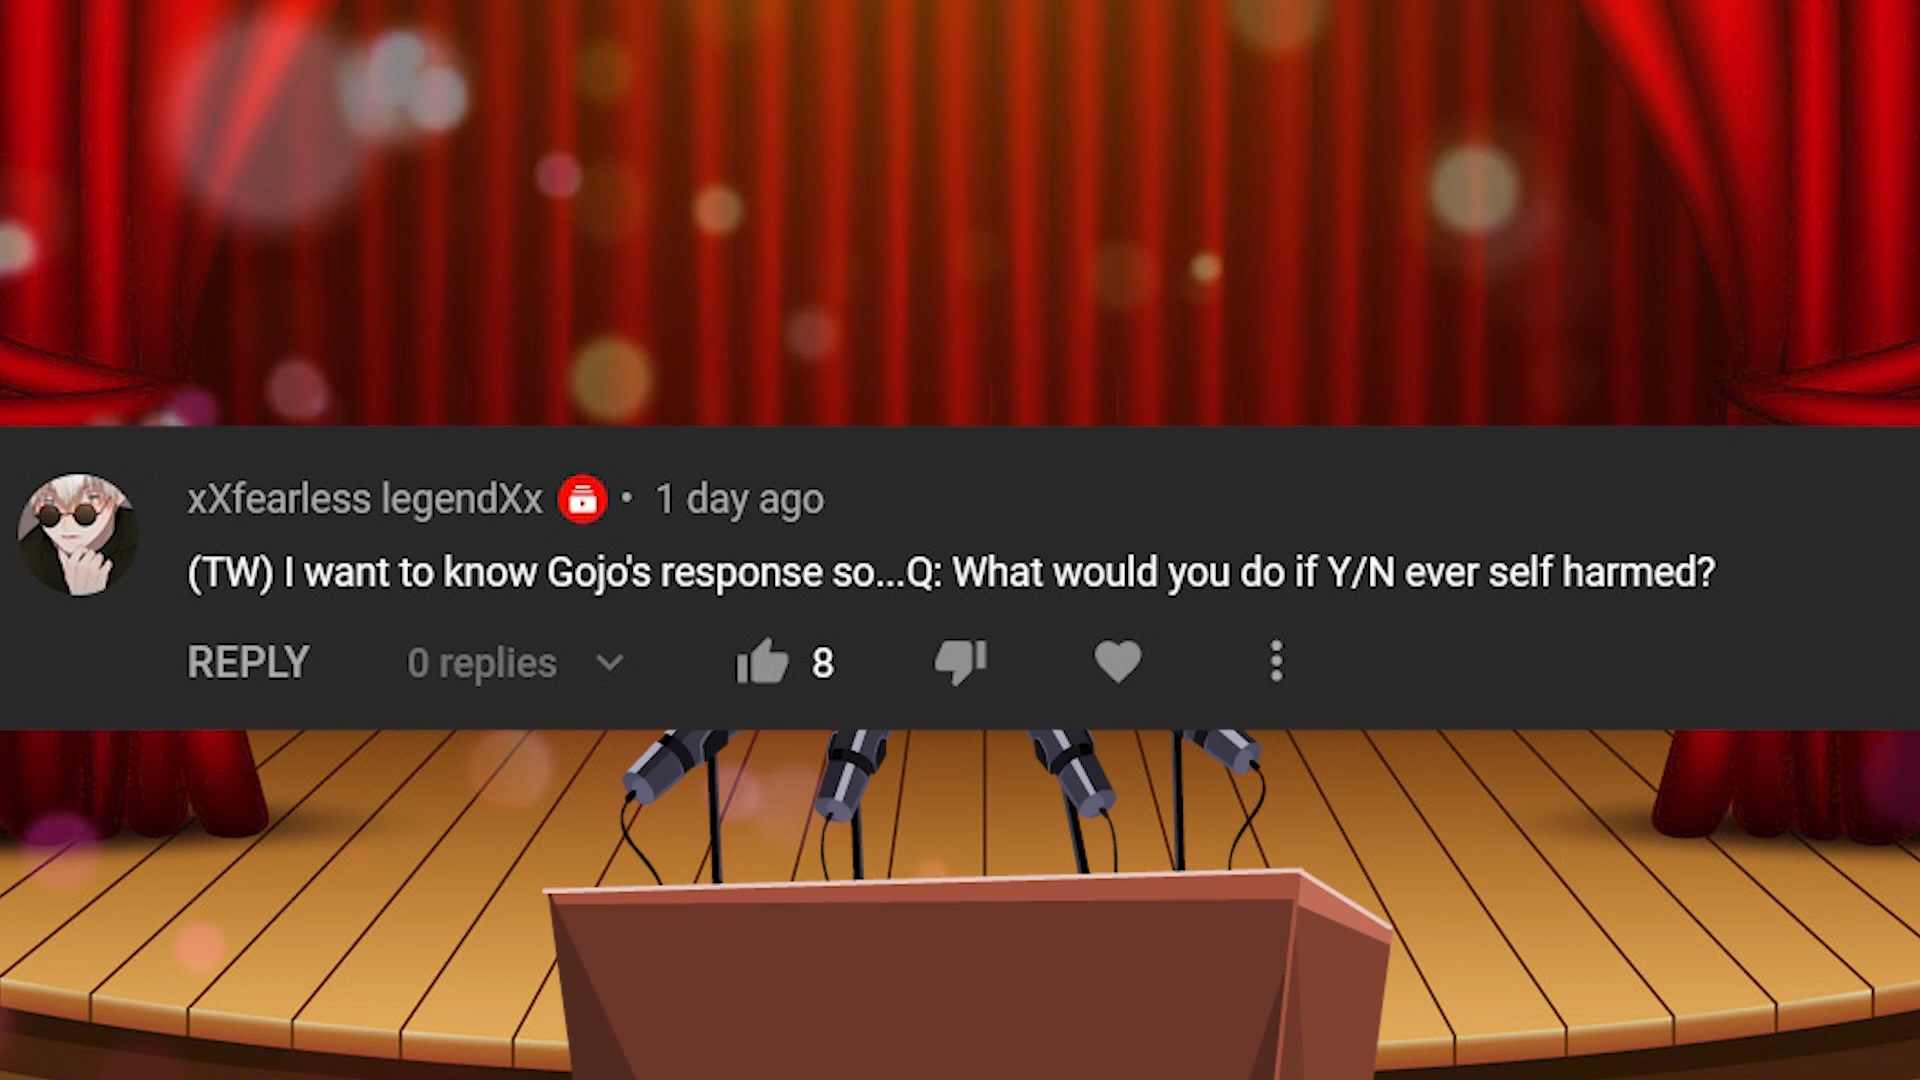 xXfearless legendXx • 1 day ago
(TW) I want to know Gojo's response so...Q: What would you do if Y/N ever self harmed?
REPLY 0 replies 8